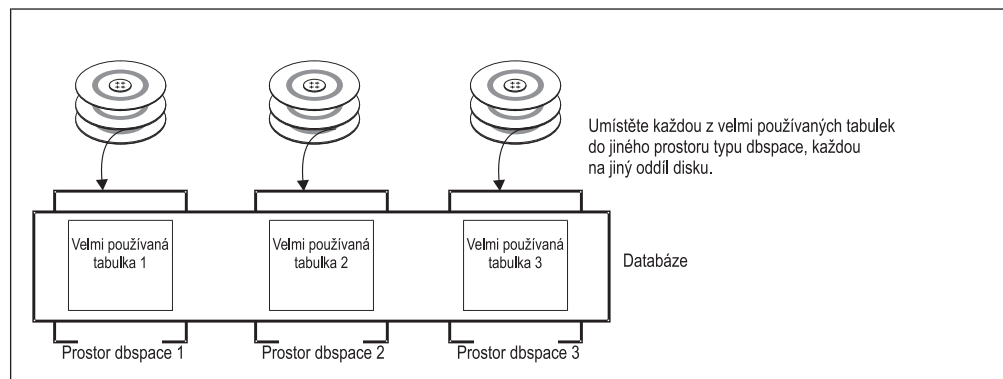 Umístěte každou z velmi používaných tabulek
do jiného prostoru typu dbspace, každou
na jiný oddíl disku.
Velmi používaná
tabulka 1
Velmi používaná
tabulka 2
Velmi používaná
tabulka 3
Databáze
Prostor dbspace 1
Prostor dbspace 2
Prostor dbspace 3